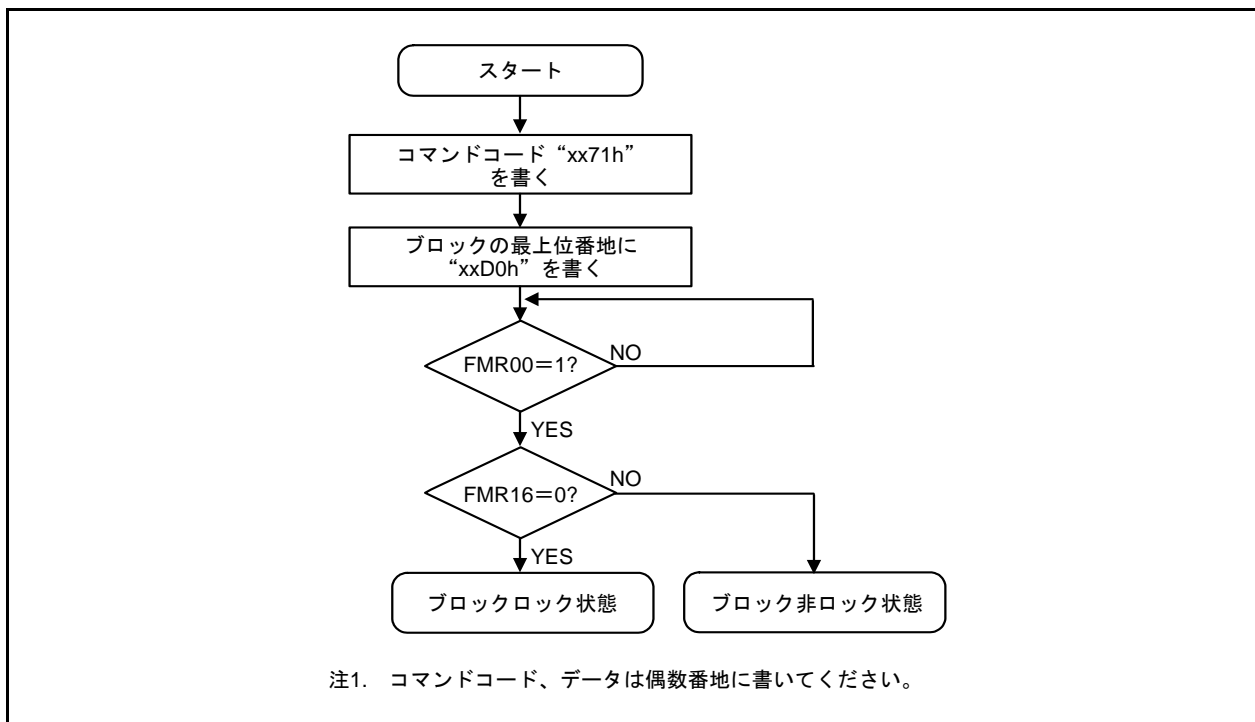 スタート
コマンドコード“xx71h”
を書く
ブロックの最上位番地に
“xxD0h”を書く
FMR00＝1?
NO
YES
FMR16＝0?
NO
YES
ブロックロック状態
ブロック非ロック状態
注1. コマンドコード、データは偶数番地に書いてください。